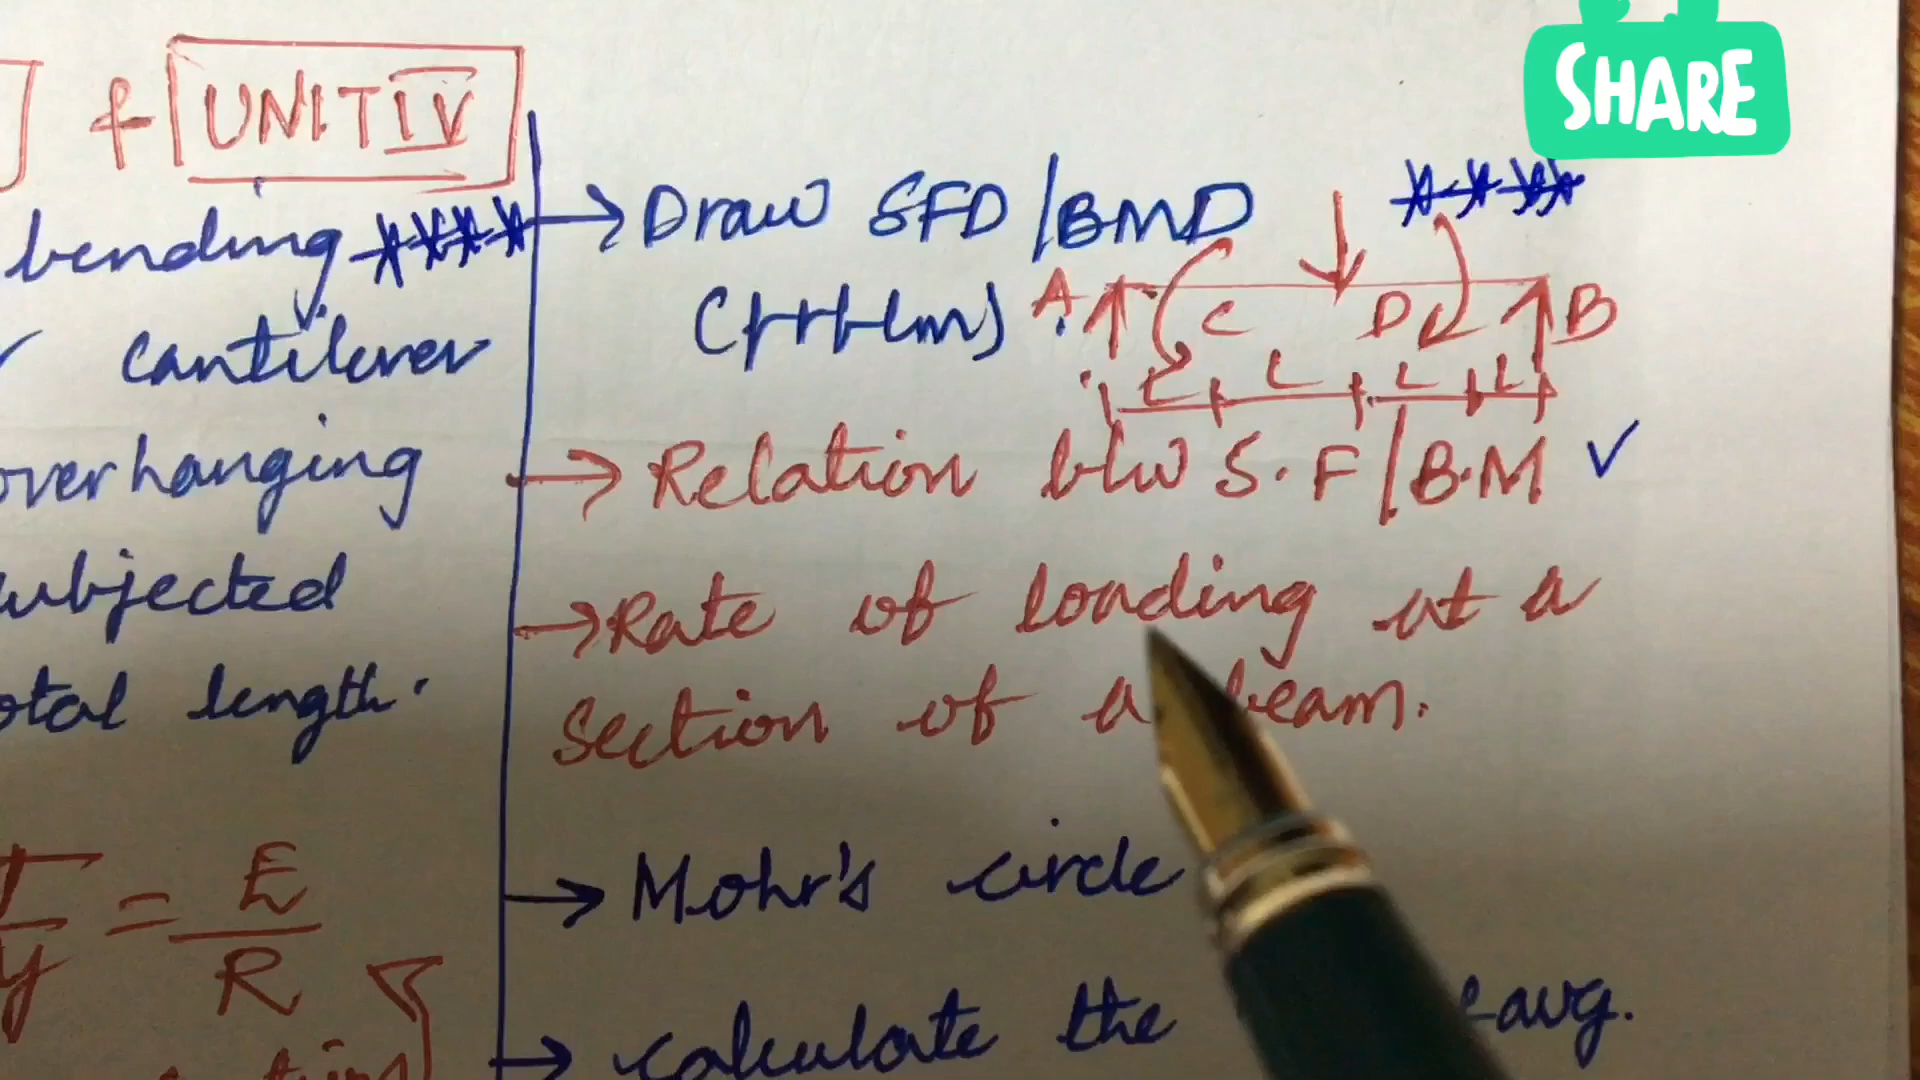 SHARE
+ UNIT IV
bending
cantilever
overhanging
subjected
total length.
= E
y R
→ Draw SFD/BMD
A C D B
L L L L
→ Relation b/w S.F/B.M ✓
→ Rate of loading at a
section of a beam.
→ Mohr's circle
→ calculate the avg.